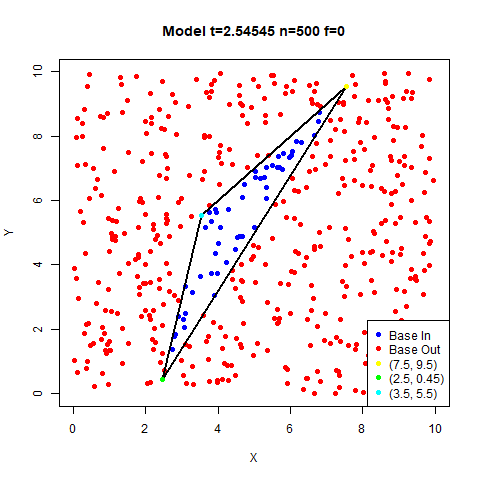 Model t=2.54545 n=500 f=0
10
8
6
4
2
0
Y
0 2 4 6 8 10
X
Base In
Base Out
(7.5, 9.5)
(2.5, 0.45)
(3.5, 5.5)